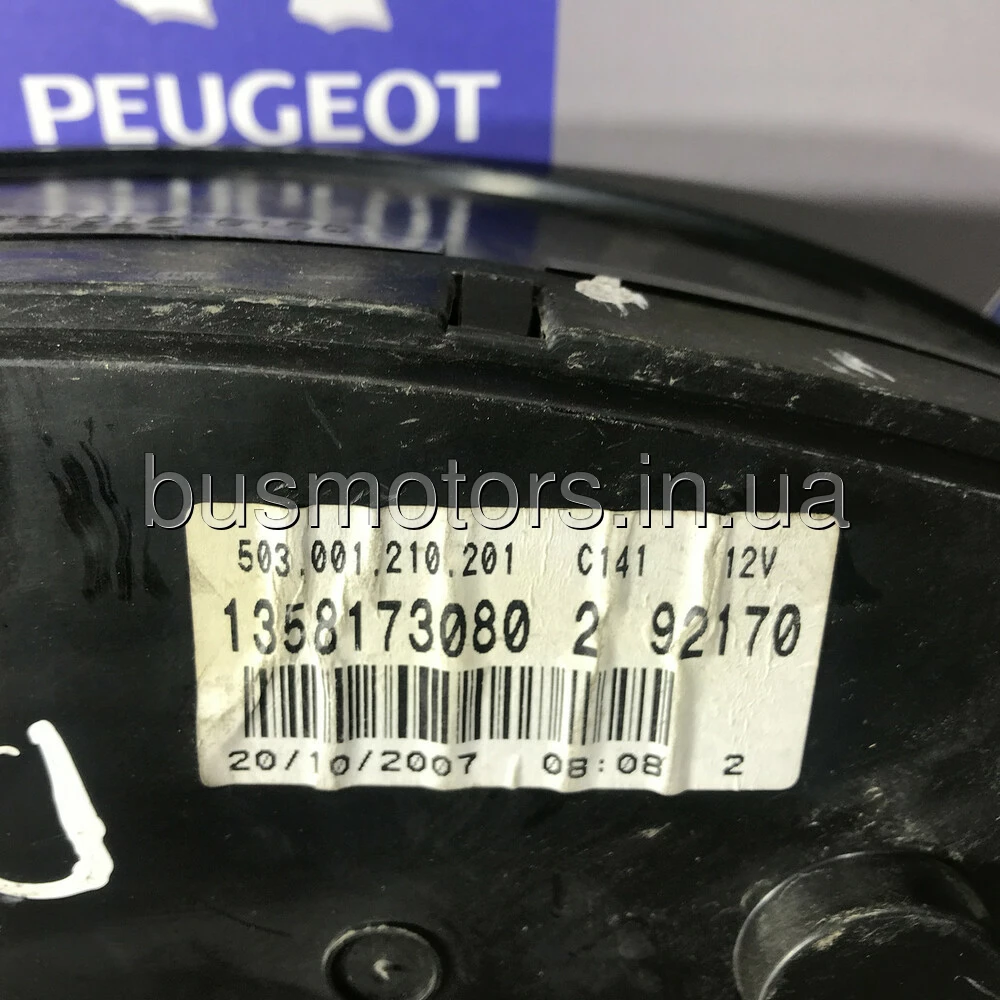 PEUGEOT
busmotors.in.ua
503.001.210.201 C141 12V
1358173080 2 92170
20/10/2007 08:08 2